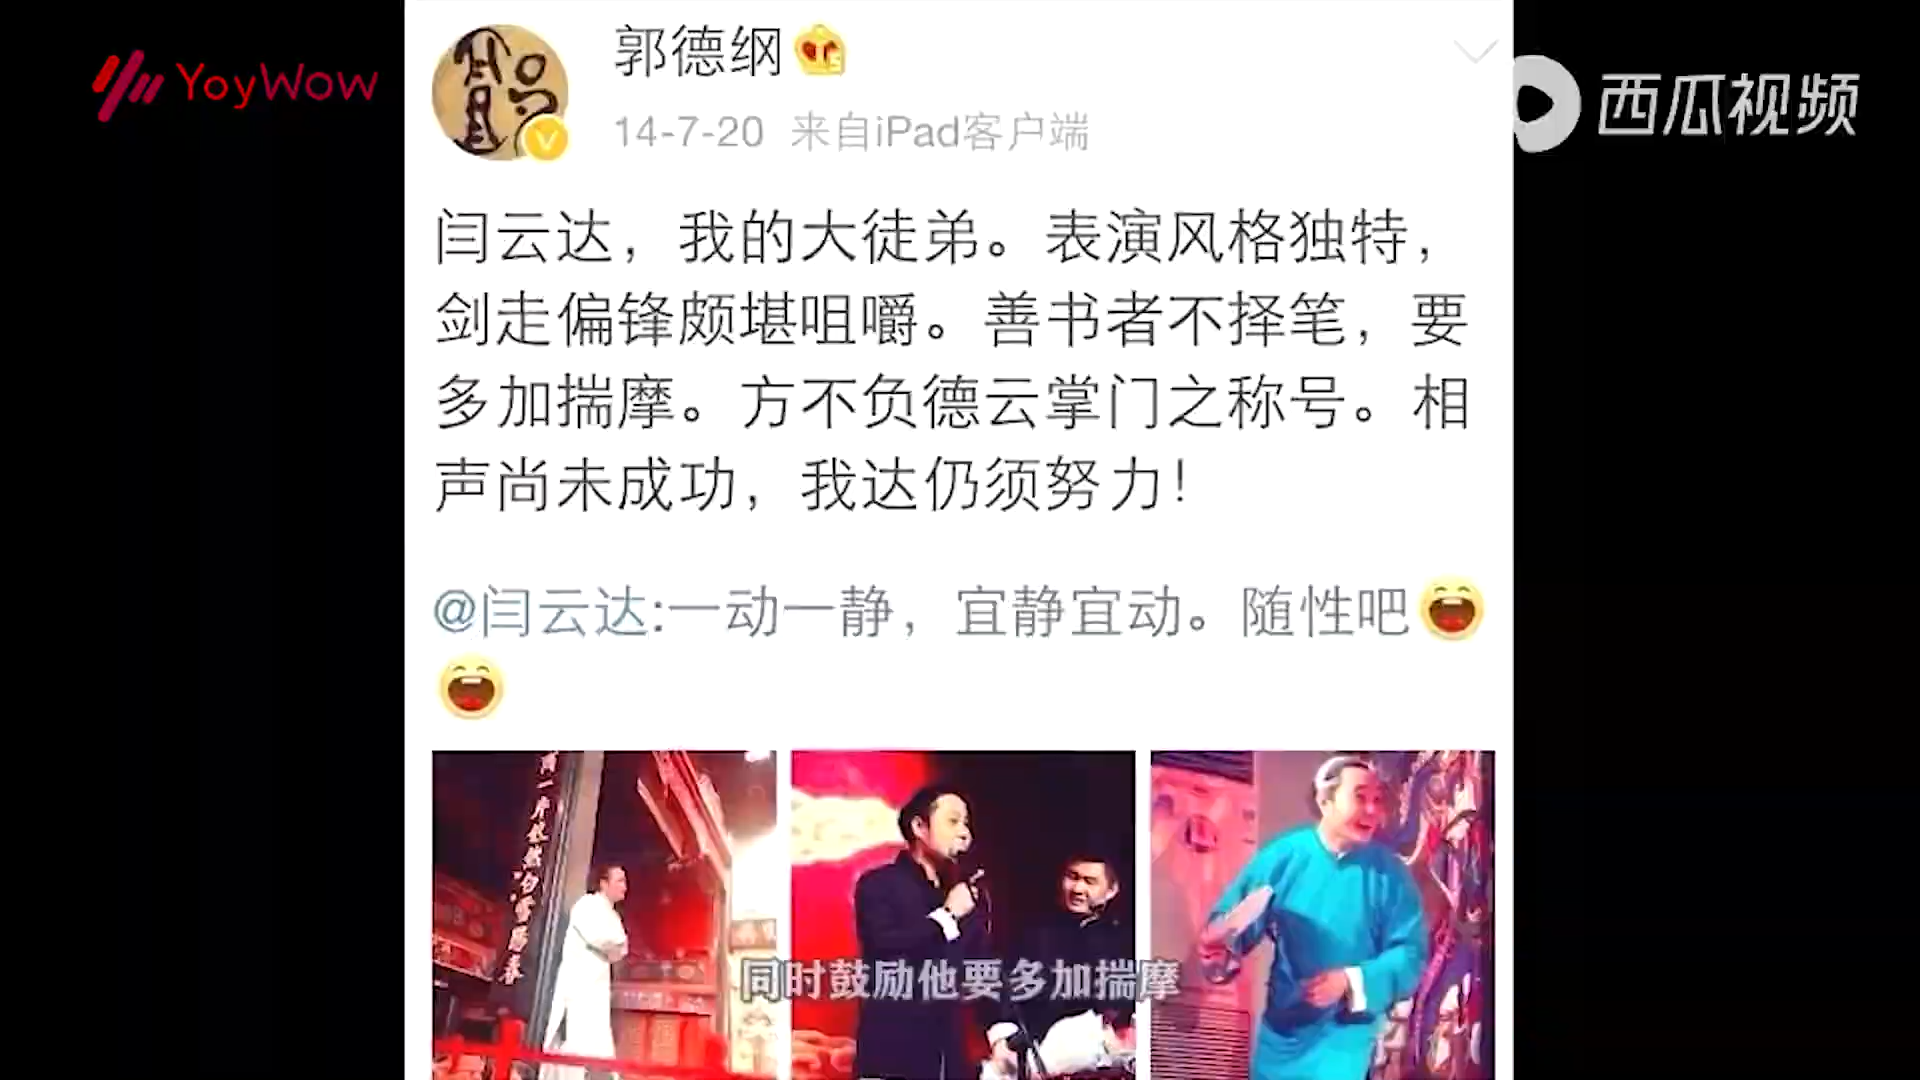 YoyWow
西瓜视频
郭德纲
14-7-20 来自iPad客户端
闫云达，我的大徒弟。表演风格独特，
剑走偏锋颇堪咀嚼。善书者不择笔，要
多加揣摩。方不负德云掌门之称号。相
声尚未成功，我达仍须努力！
@闫云达:一动一静，宜静宜动。随性吧
同时鼓励他要多加揣摩